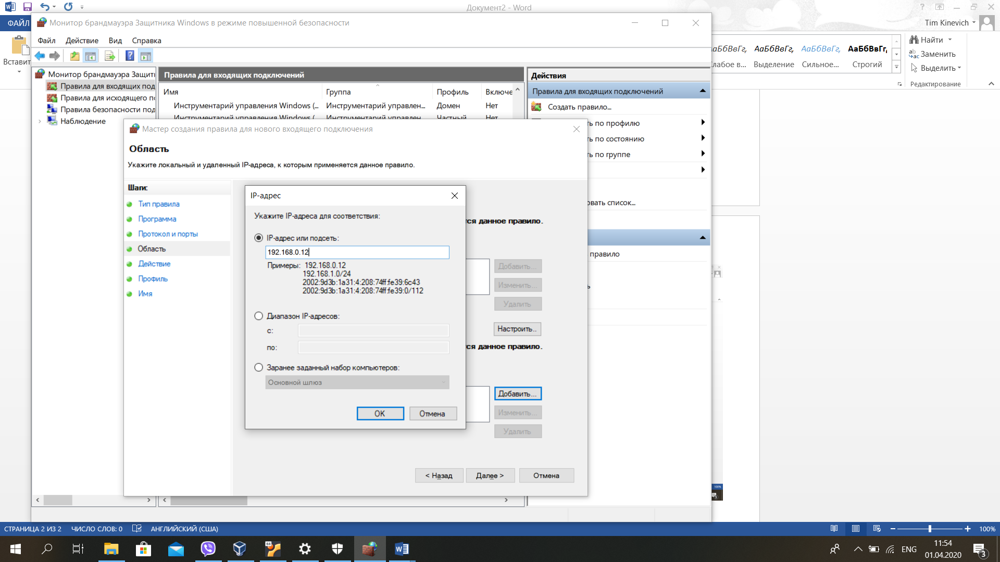 Документ2 - Word
ФАЙЛ
Tim Kinevich
Вставит
Найти
Заменить
Выделить
Редактирование
АаБбВвГг,
АаБбВвГг,
АаБбВвГг,
Выделение
Сильное...
Строгий
Монитор брандмауэра Защитника Windows в режиме повышенной безопасности
Файл
Действие
Вид
Справка
Монитор брандмауэра Защити
Правила для входящих под
Правила для исходящего п
Правила безопасности под
Наблюдение
Правила для входящих подключений
Имя
Группа
Профиль
Включе
Инструментарий управления Windows (...
Инструментарий управлен...
Домен
Нет
Инструментарий управления Windows (
Инструментарий управлен
Частный
Нет
Действия
Правила для входящих подключений
Создать правило...
ть по профилю
ть по состоянию
ть по группе
овать список...
правило
Мастер создания правила для нового входящего подключения
Область
Укажите локальный и удаленный IP-адреса, к которым применяется данное правило.
Шаги:
Тип правила
Программа
Протокол и порты
Область
Действие
Профиль
Имя
ся данное правило.
Добавить...
Изменить...
Удалить
Настроить..
ся данное правило.
Добавить...
Изменить...
Удалить
< Назад
Далее >
Отмена
IP-адрес
Укажите IP-адреса для соответствия:
IP-адрес или подсеть:
192.168.0.12
Примеры: 192.168.0.12
192.168.1.0/24
2002:9d3b:1a31:4:208:74ff:fe39:6c43
2002:9d3b:1a31:4:208:74ff:fe39:0/112
Диапазон IP-адресов:
с:
по:
Заранее заданный набор компьютеров:
Основной шлюз
OK
Отмена
СТРАНИЦА 2 ИЗ 2
ЧИСЛО СЛОВ: 0
АНГЛИЙСКИЙ (США)
100%
64
ENG
11:54
01.04.2020
3